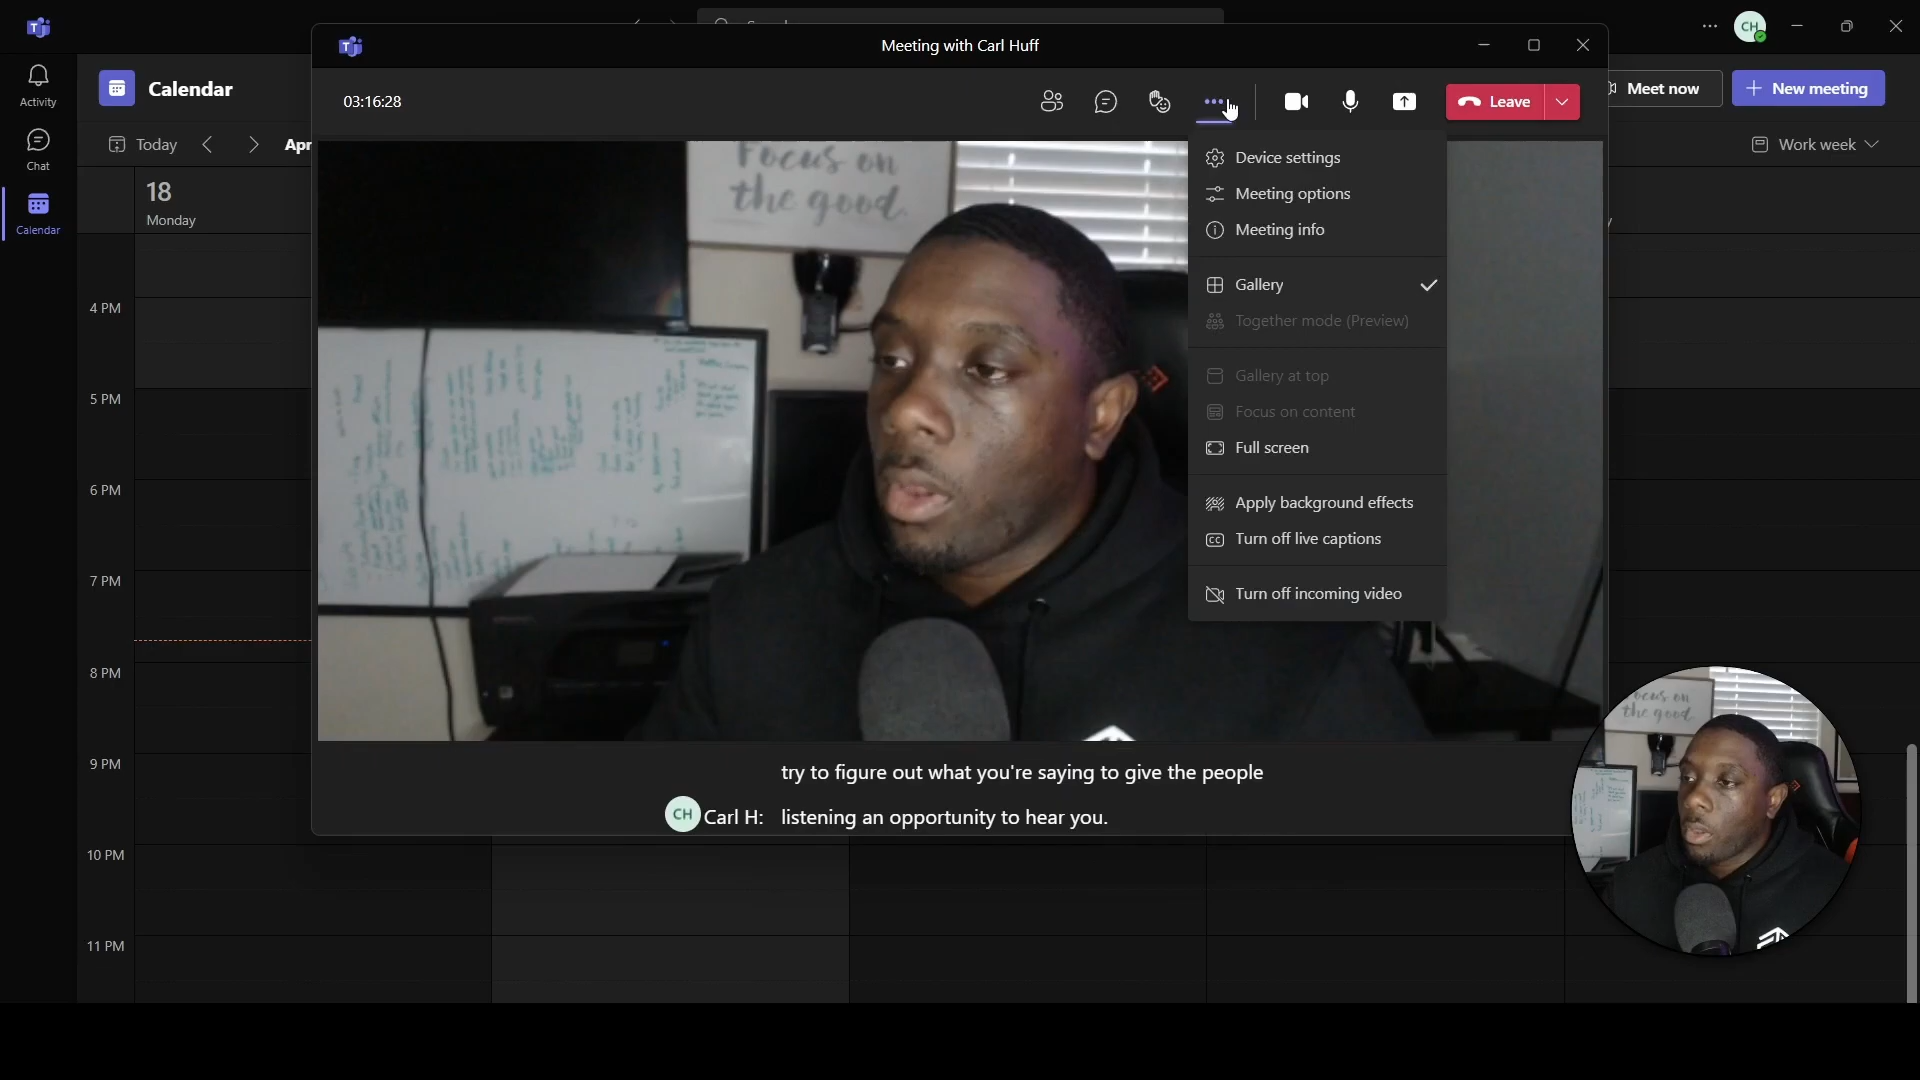 Meeting with Carl Huff
CH
Activity
Calendar
03:16:28
Leave
Meet now
New meeting
Chat
Today
Apr
Work week
Calendar
18
Monday
Focus on
the good.
Device settings
Meeting options
Meeting info
Gallery
Together mode (Preview)
Gallery at top
Focus on content
Full screen
Apply background effects
CC
Turn off live captions
Turn off incoming video
4 PM
5 PM
6 PM
7 PM
8 PM
9 PM
10 PM
11 PM
the good
try to figure out what you're saying to give the people
CH Carl H: listening an opportunity to hear you.